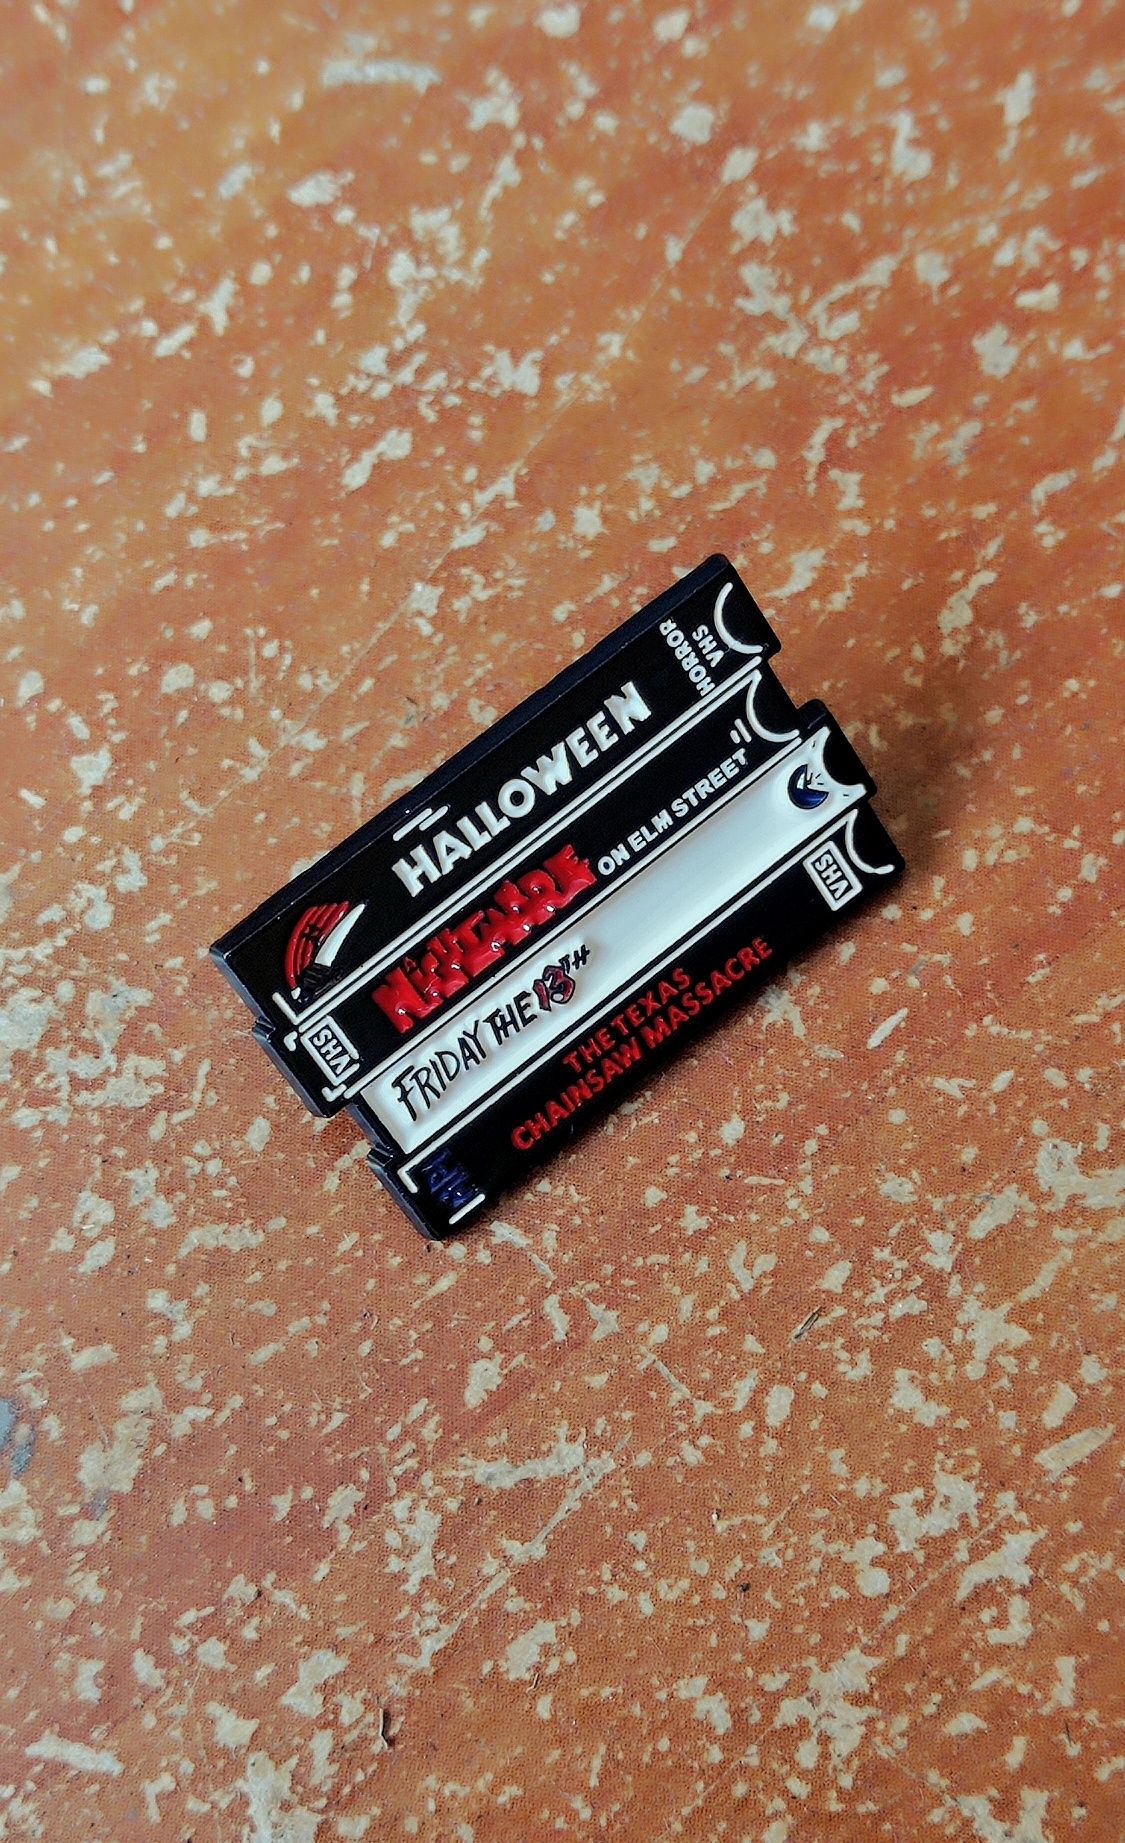 HALLOWEEN
HORROR
VHS
VHS
A NIGHTMARE
ON ELM STREET
FRIDAY THE 13TH
VHS
THE TEXAS
CHAINSAW MASSACRE